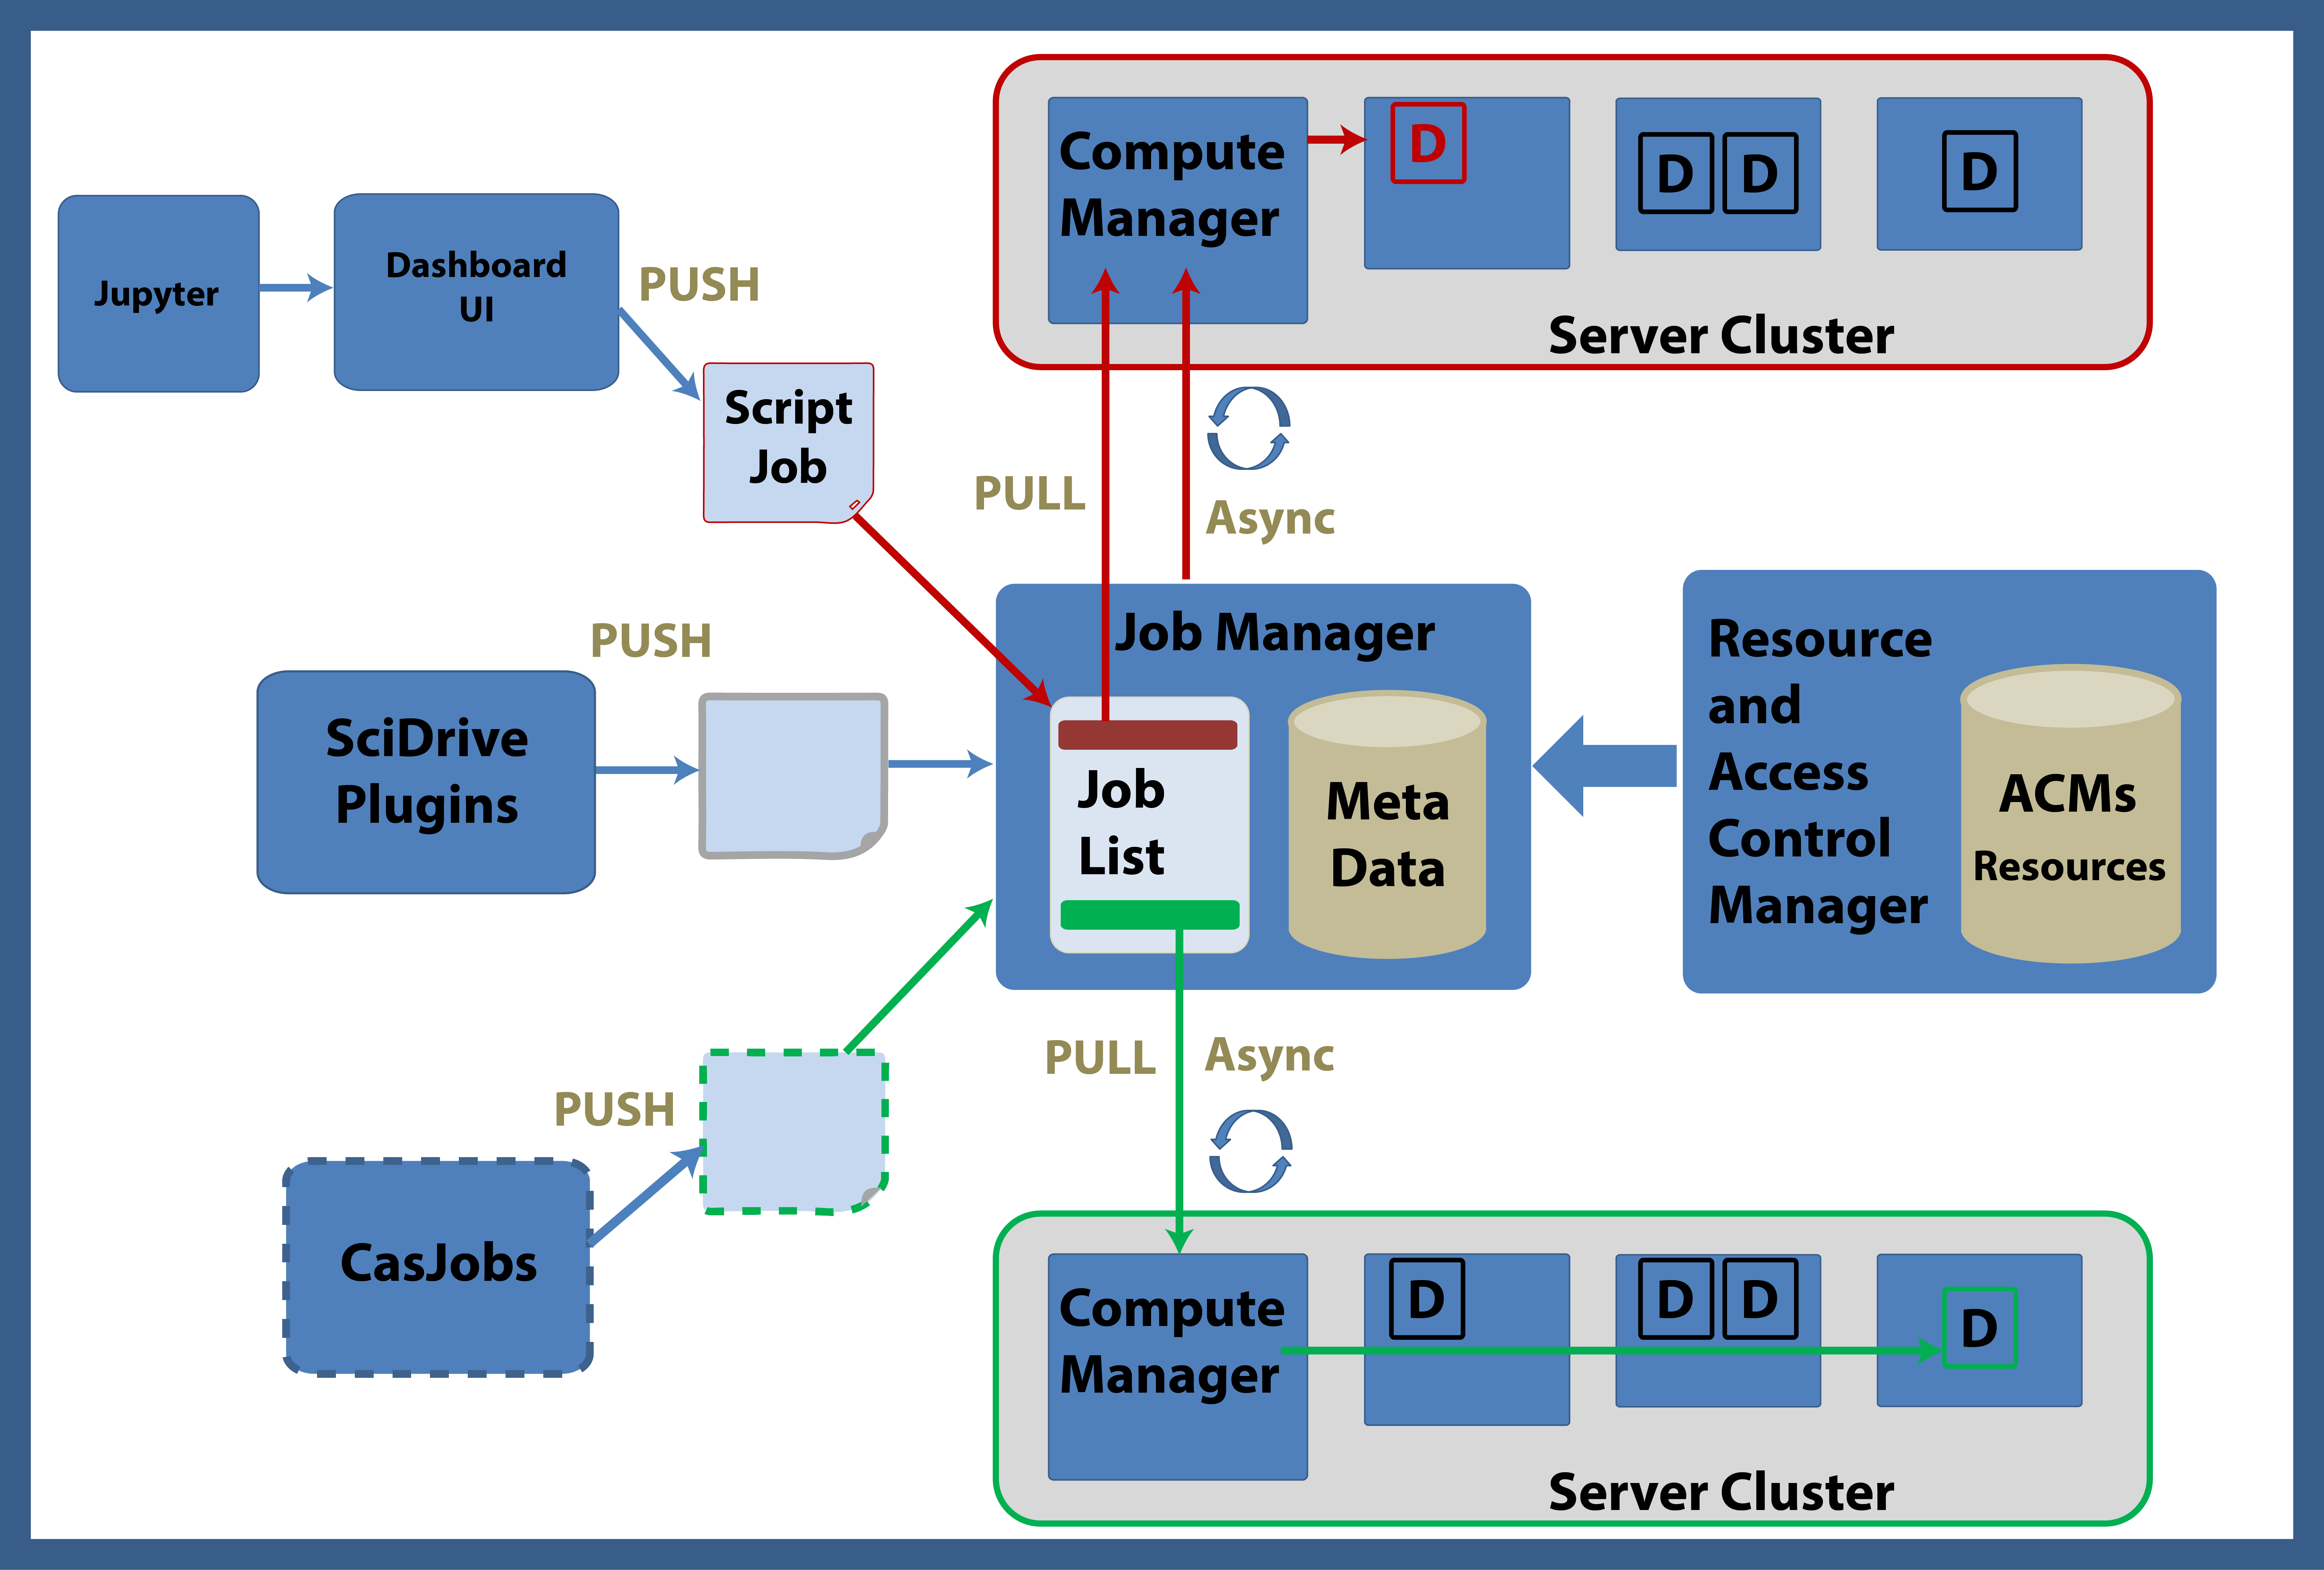 Compute
Manager
D
D
D
D
Server Cluster
Jupyter
Dashboard
UI
PUSH
Script
Job
PULL
Async
PUSH
SciDrive
Plugins
Job Manager
Job
List
Meta
Data
Resource
and
Access
Control
Manager
ACMs
Resources
PUSH
CasJobs
PULL
Async
Compute
Manager
D
D
D
D
Server Cluster